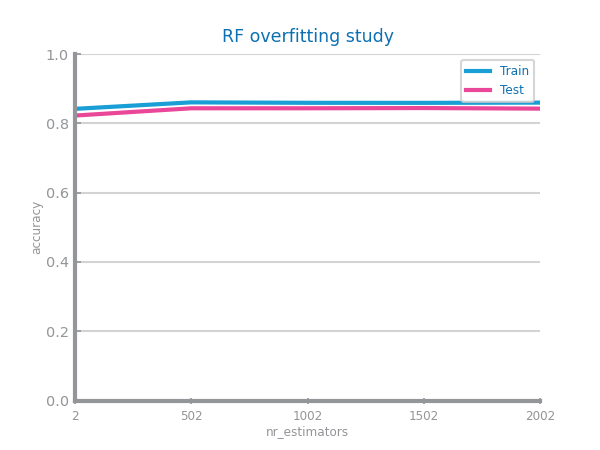 RF overfitting study
1.0
0.8
0.6
0.4
0.2
0.0
accuracy
Train
Test
2 502 1002 1502 2002
nr_estimators